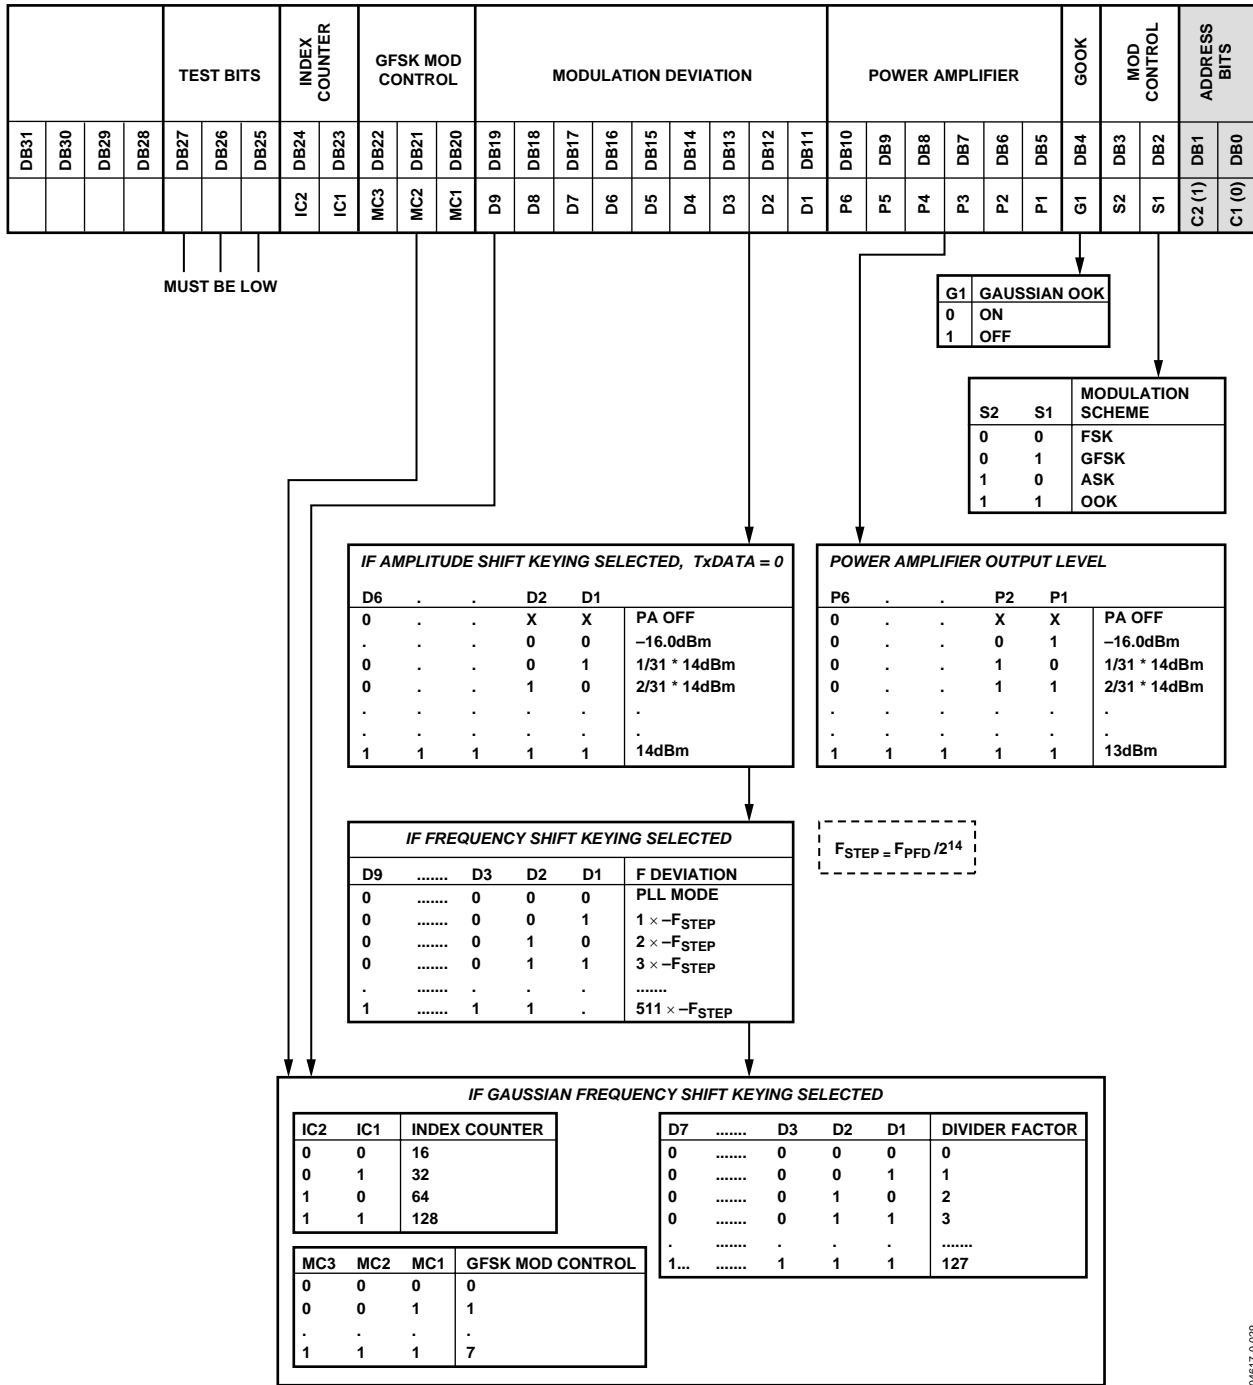 TEST BITS
INDEX
COUNTER
GFSK MOD
CONTROL
MODULATION DEVIATION
POWER AMPLIFIER
GOOK
MOD
CONTROL
ADDRESS
BITS
DB31 DB30 DB29 DB28 DB27 DB26 DB25 DB24 DB23 DB22 DB21 DB20 DB19 DB18 DB17 DB16 DB15 DB14 DB13 DB12 DB11 DB10 DB9 DB8 DB7 DB6 DB5 DB4 DB3 DB2 DB1 DB0
IC2 IC1 MC3 MC2 MC1 D9 D8 D7 D6 D5 D4 D3 D2 D1 P6 P5 P4 P3 P2 P1 G1 S2 S1 C2 (1) C1 (0)
MUST BE LOW
G1 GAUSSIAN OOK
0 ON
1 OFF
S2 S1 MODULATION
SCHEME
0 0 FSK
0 1 GFSK
1 0 ASK
1 1 OOK
IF AMPLITUDE SHIFT KEYING SELECTED, TxDATA = 0
D6 . . D2 D1
0 . . X X PA OFF
. . . 0 0 –16.0dBm
0 . . 0 1 1/31 * 14dBm
0 . . 1 0 2/31 * 14dBm
. . . . . .
. . . . . .
1 1 1 1 1 14dBm
POWER AMPLIFIER OUTPUT LEVEL
P6 . . P2 P1
0 . . X X PA OFF
0 . . 0 1 –16.0dBm
0 . . 1 0 1/31 * 14dBm
0 . . 1 1 2/31 * 14dBm
. . . . . .
. . . . . .
1 1 1 1 1 13dBm
IF FREQUENCY SHIFT KEYING SELECTED
D9 ....... D3 D2 D1 F DEVIATION
0 ....... 0 0 0 PLL MODE
0 ....... 0 0 1 1 × –FSTEP
0 ....... 0 1 0 2 × –FSTEP
0 ....... 0 1 1 3 × –FSTEP
. ....... . . . .......
1 ....... 1 1 . 511 × –FSTEP
FSTEP = FPFD /2¹⁴
IF GAUSSIAN FREQUENCY SHIFT KEYING SELECTED
IC2 IC1 INDEX COUNTER
0 0 16
0 1 32
1 0 64
1 1 128
MC3 MC2 MC1 GFSK MOD CONTROL
0 0 0 0
0 0 1 1
. . . .
1 1 1 7
D7 ....... D3 D2 D1 DIVIDER FACTOR
0 ....... 0 0 0 0
0 ....... 0 0 1 1
0 ....... 0 1 0 2
0 ....... 0 1 1 3
. ....... . . . .......
1... ....... 1 1 1 127
04617-0-029